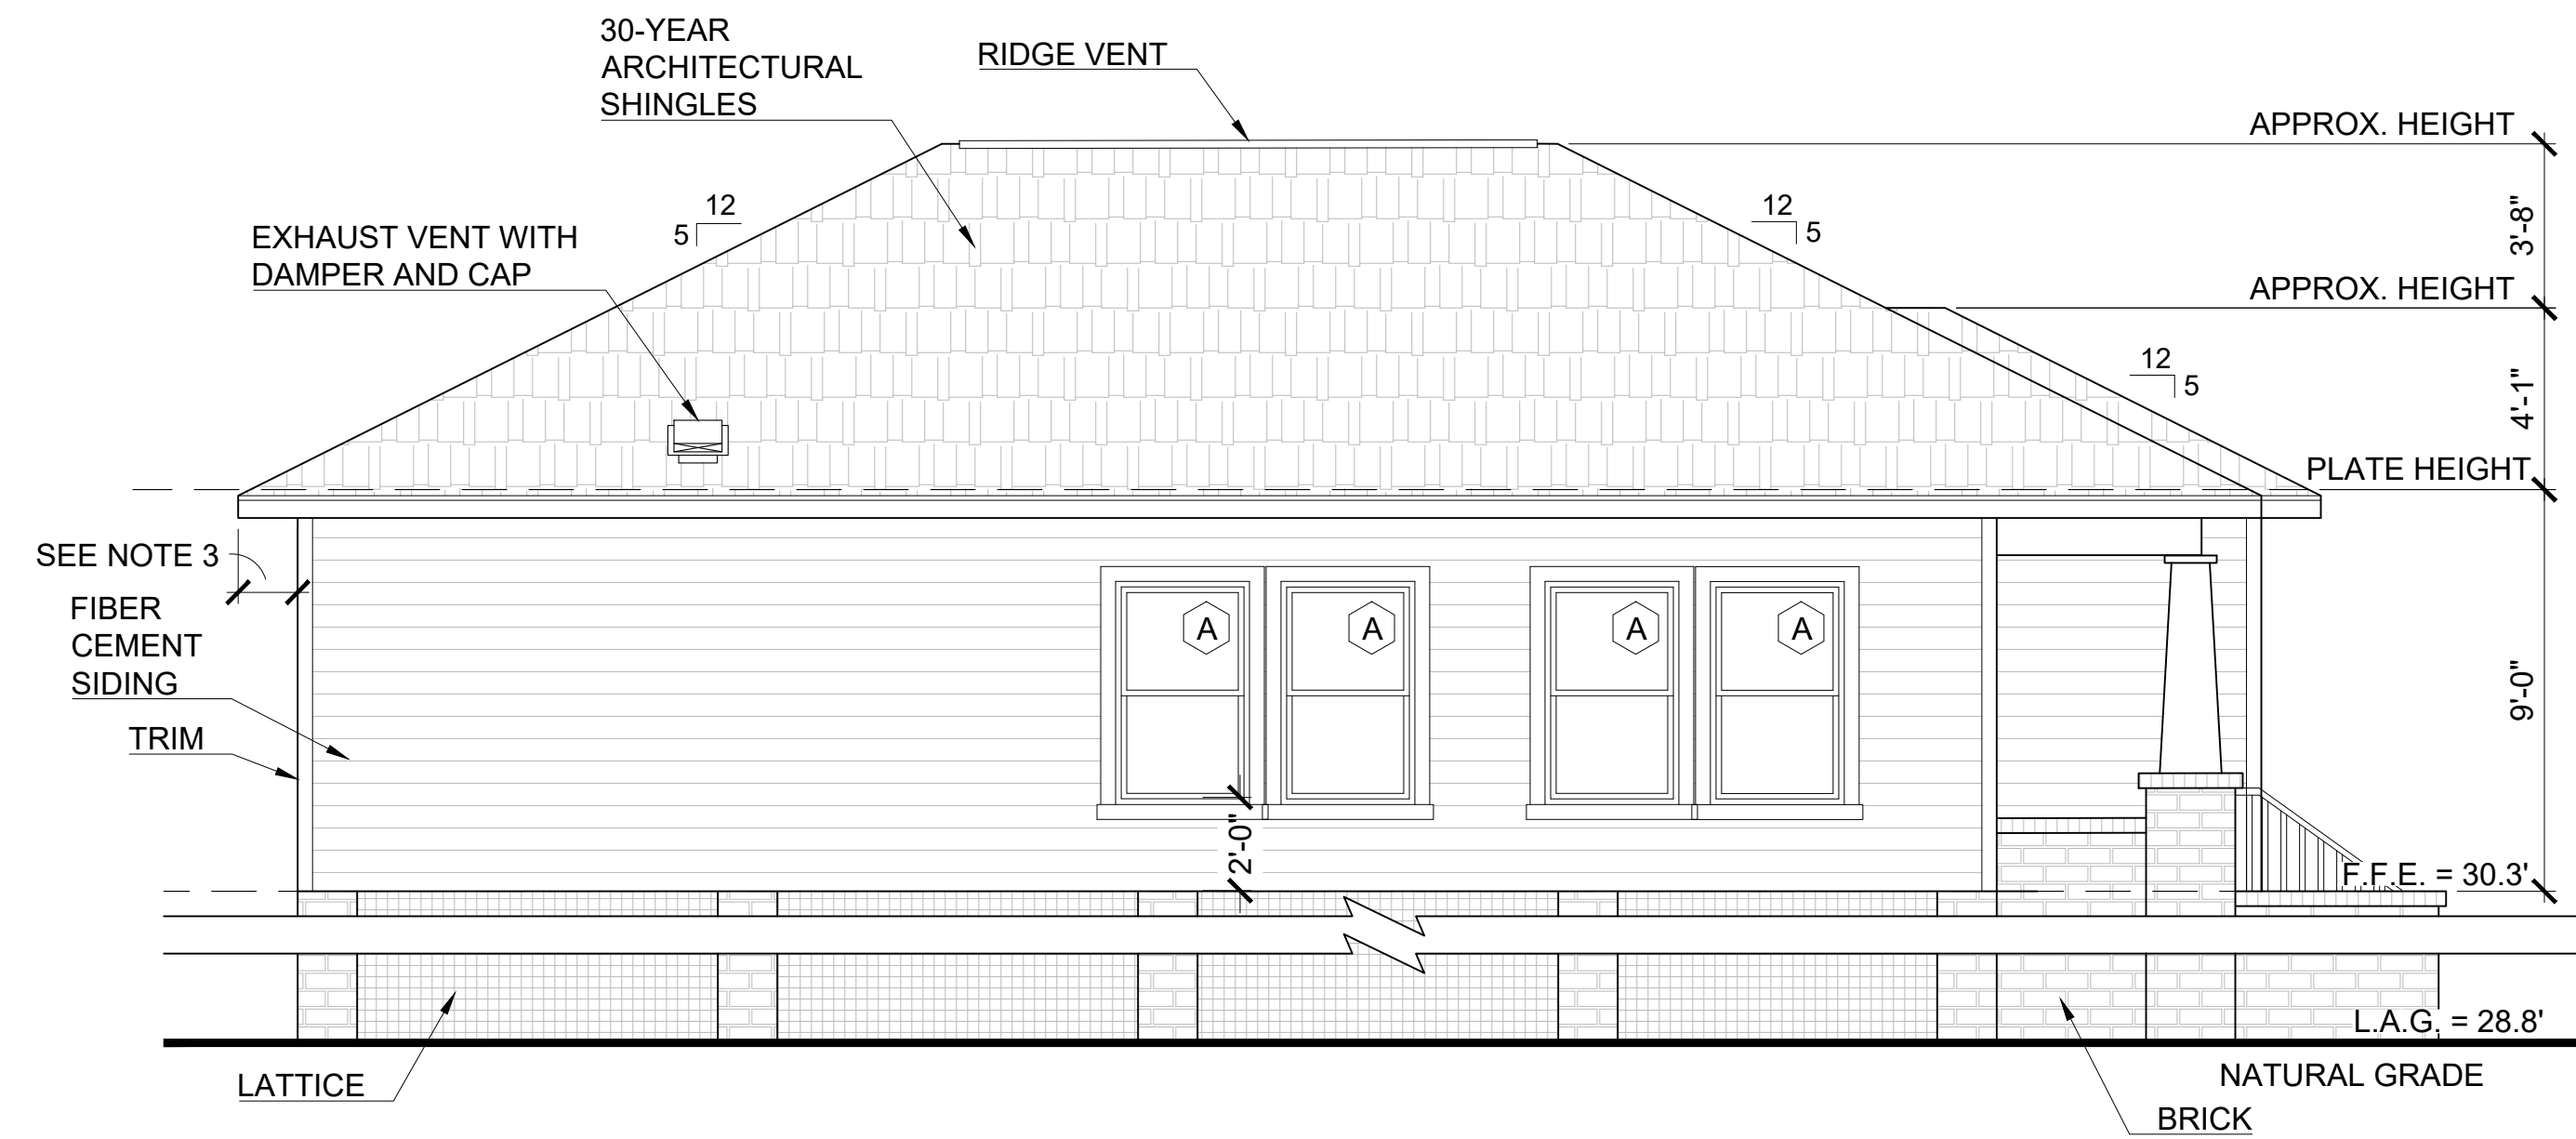 30-YEAR
ARCHITECTURAL
SHINGLES
RIDGE VENT
APPROX. HEIGHT
12
5
12
5
3'-8"
EXHAUST VENT WITH
DAMPER AND CAP
APPROX. HEIGHT
12
5
4'-1"
PLATE HEIGHT
SEE NOTE 3
FIBER
CEMENT
SIDING
A
A
A
A
9'-0"
TRIM
2'-0"
F.F.E. = 30.3'
L.A.G. = 28.8'
LATTICE
NATURAL GRADE
BRICK